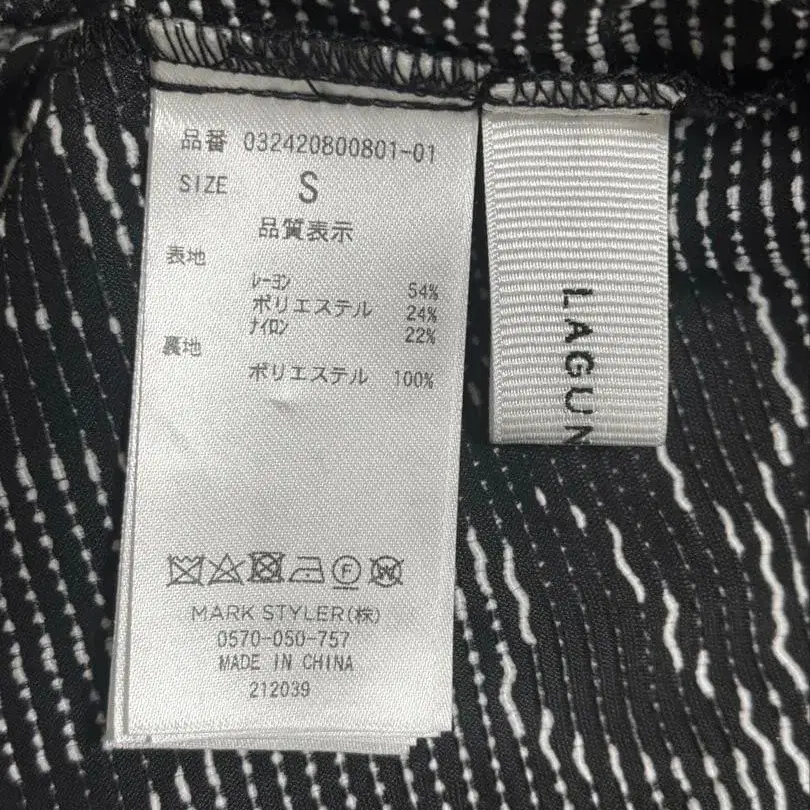 品番 032420800801-01
SIZE S
品質表示
表地
レーヨン 54%
ポリエステル 24%
ナイロン 22%
裏地
ポリエステル 100%
F
W
MARK STYLER(株)
0570-050-757
MADE IN CHINA
212039
LAGUN